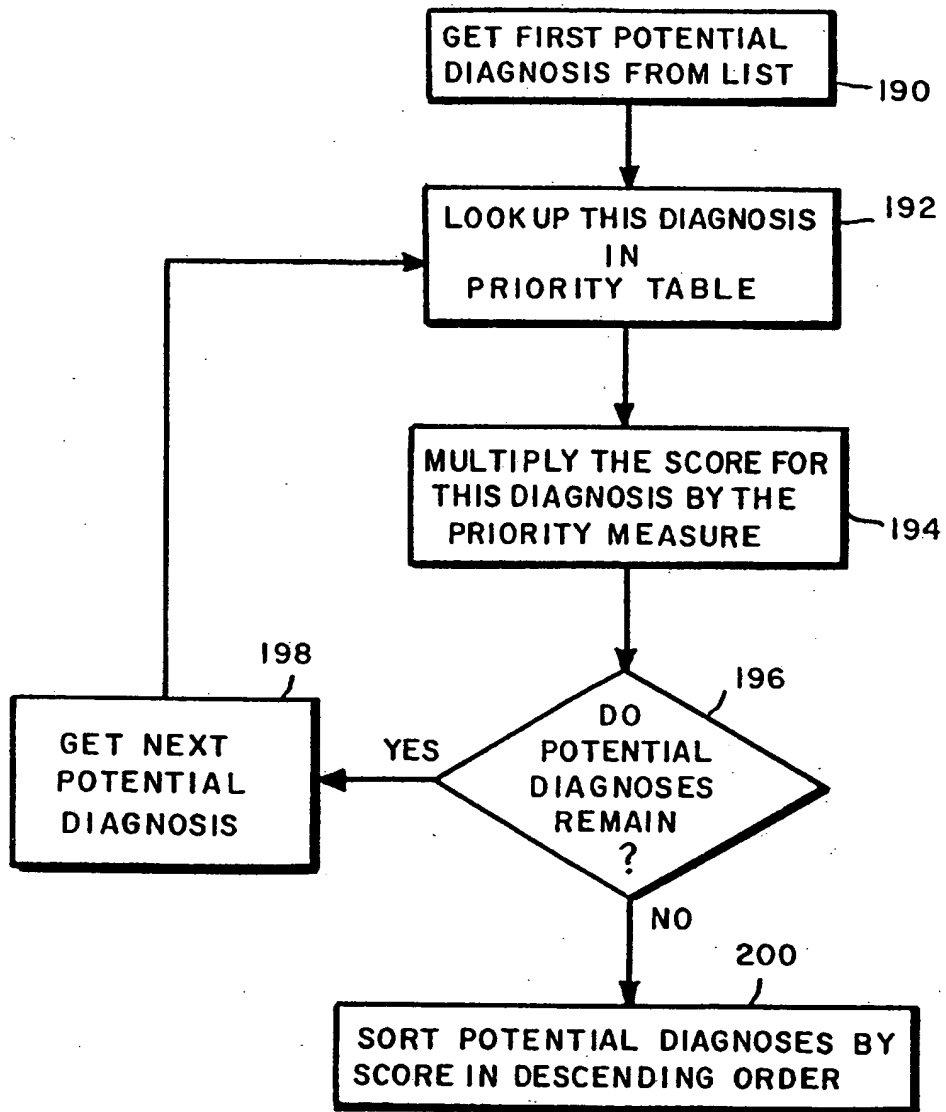 GET FIRST POTENTIAL
DIAGNOSIS FROM LIST
190
LOOKUP THIS DIAGNOSIS
IN
PRIORITY TABLE
192
MULTIPLY THE SCORE FOR
THIS DIAGNOSIS BY THE
PRIORITY MEASURE
194
196
DO
POTENTIAL
DIAGNOSES
REMAIN
?
YES
198
GET NEXT
POTENTIAL
DIAGNOSIS
NO
200
SORT POTENTIAL DIAGNOSES BY
SCORE IN DESCENDING ORDER